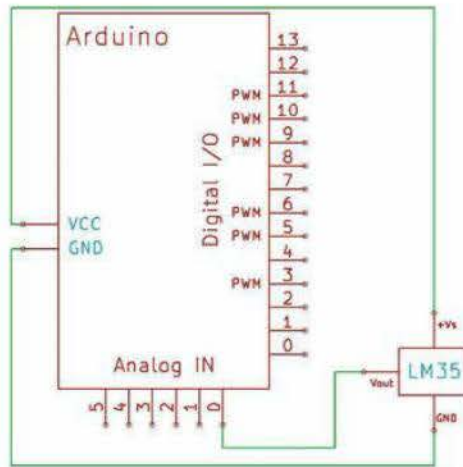 Arduino
13
12
PWM 11
PWM 10
PWM 9
8
7
PWM 6
PWM 5
4
PWM 3
2
1
0
Digital I/O
VCC
GND
Analog IN
5 4 3 2 1 0
+Vs
Vout LM35
GND